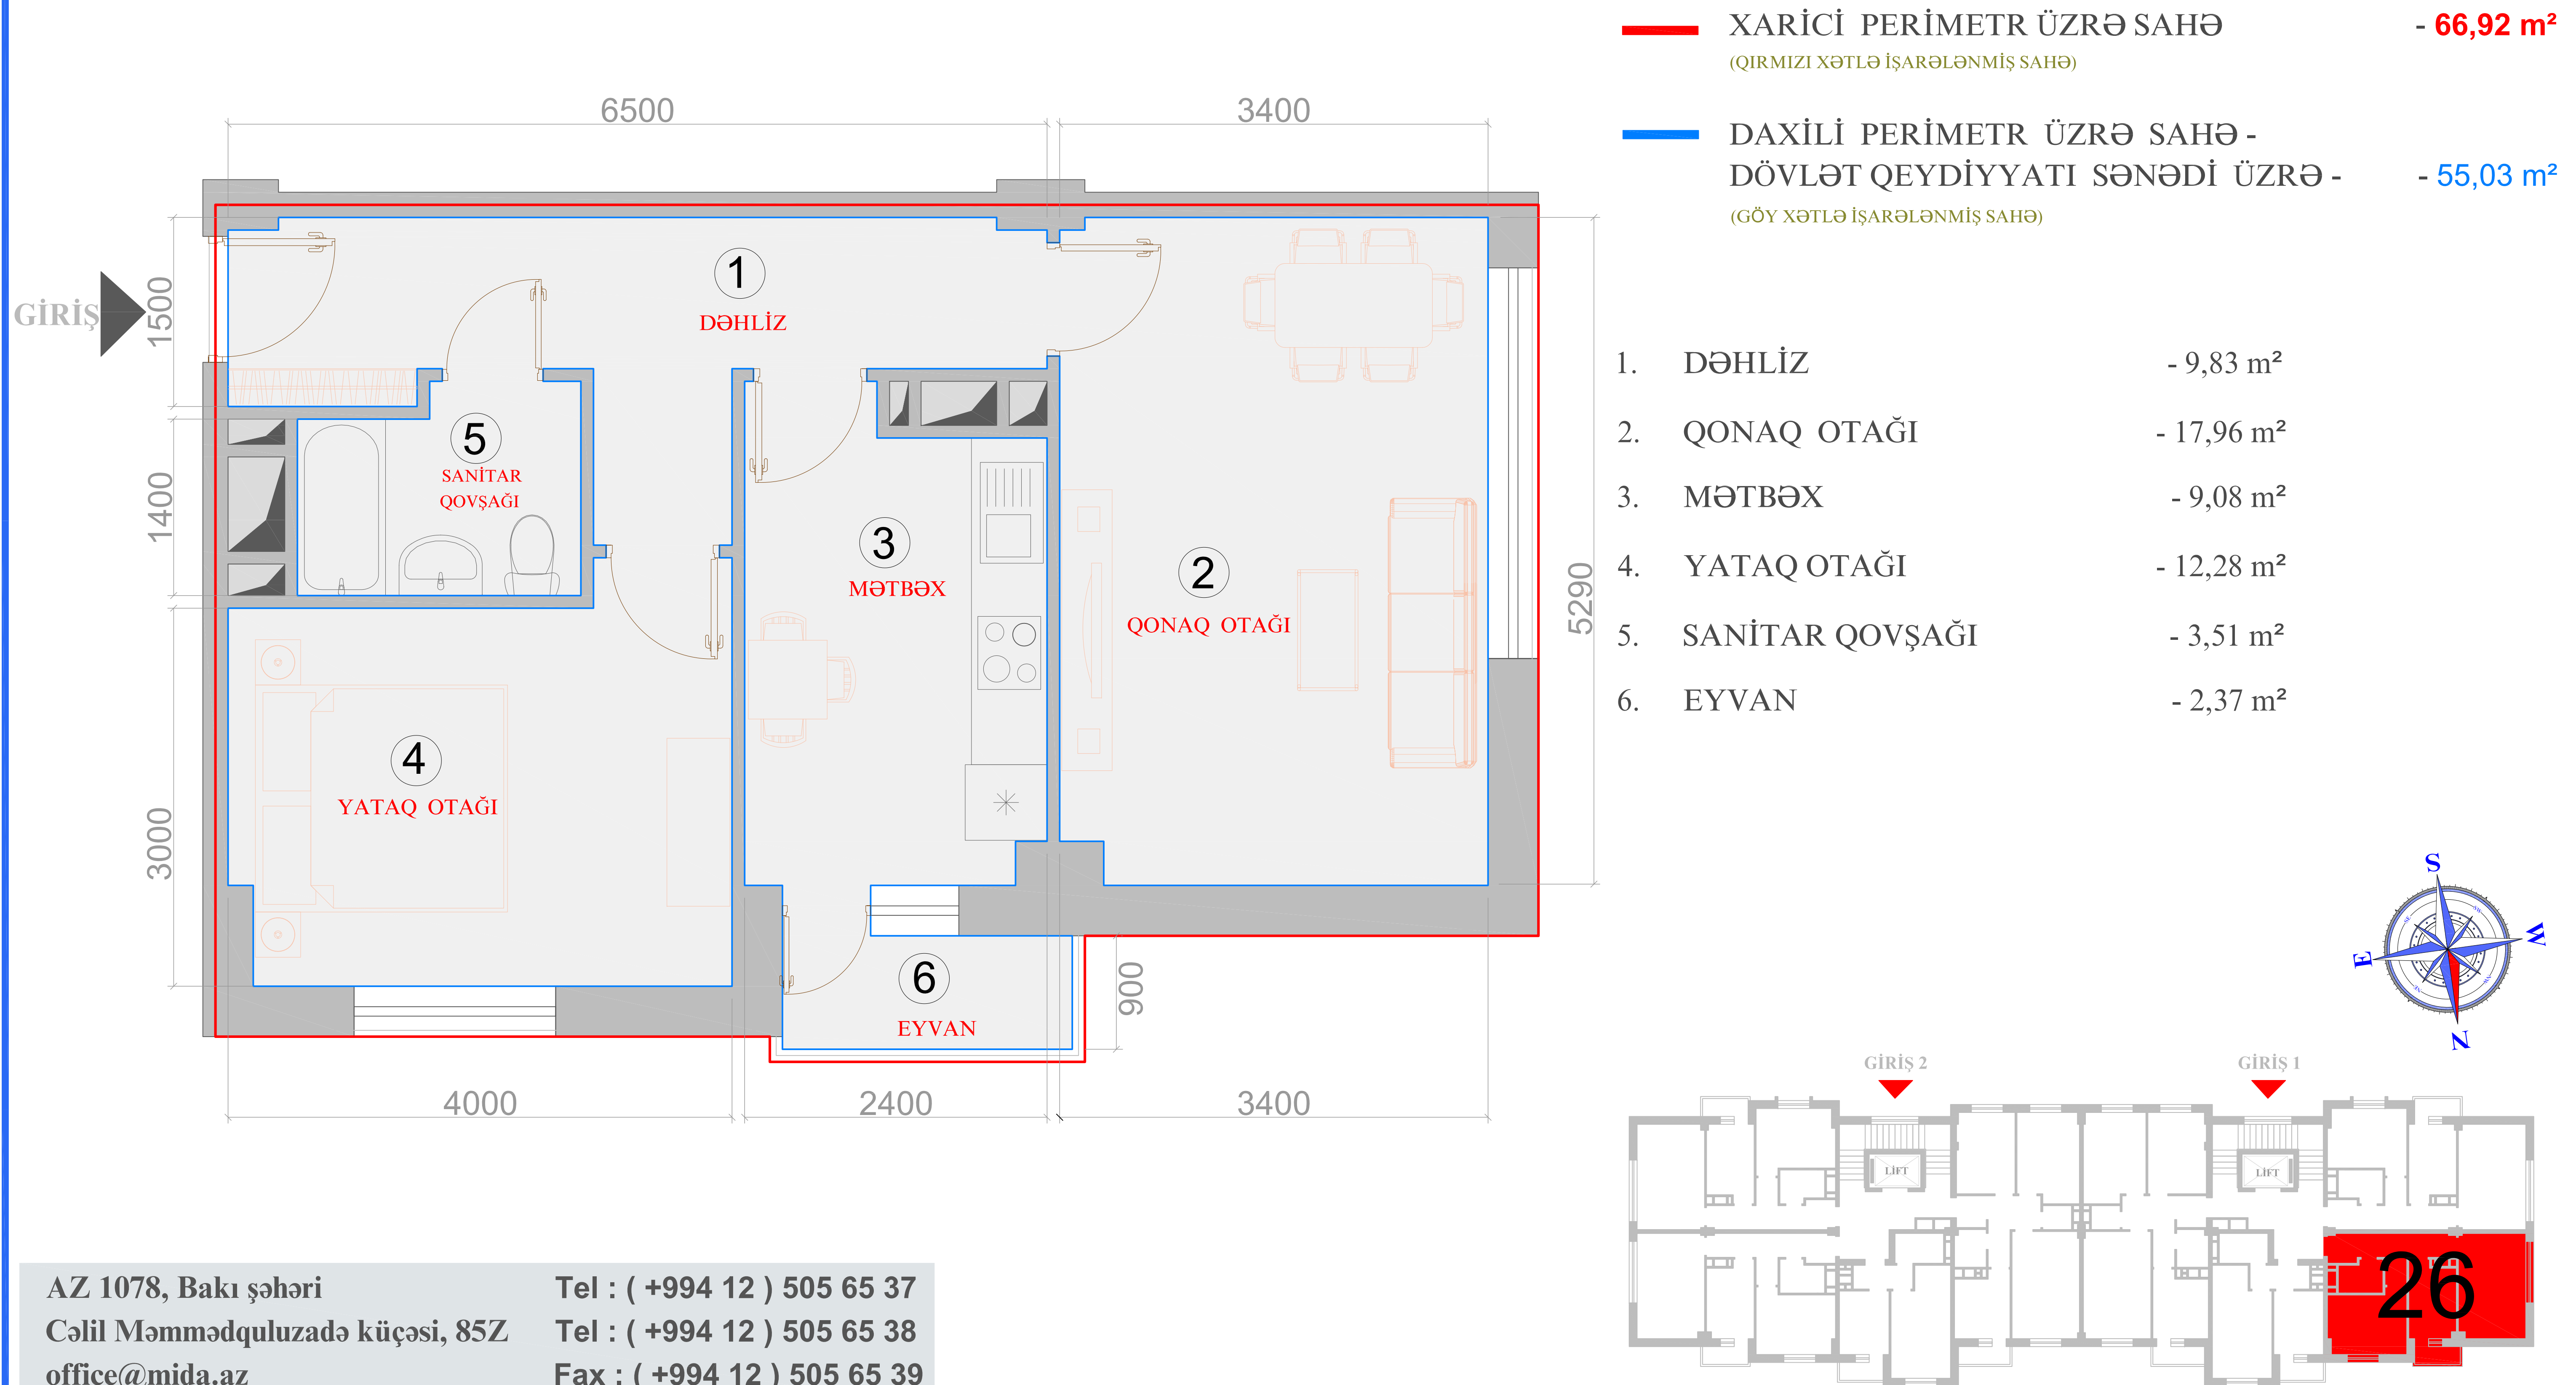 XARİCİ PERİMETR ÜZRƏ SAHƏ - 66,92 m²
(QIRMIZI XƏTLƏ İŞARƏLƏNMİŞ SAHƏ)
DAXİLİ PERİMETR ÜZRƏ SAHƏ -
DÖVLƏT QEYDİYYATI SƏNƏDİ ÜZRƏ - - 55,03 m²
(GÖY XƏTLƏ İŞARƏLƏNMİŞ SAHƏ)
6500
3400
GİRİŞ
1500
1400
3000
1
DƏHLİZ
5
SANİTAR
QOVŞAĞI
3
MƏTBƏX
2
QONAQ OTAĞI
4
YATAQ OTAĞI
6
EYVAN
5290
900
4000
2400
3400
1. DƏHLİZ - 9,83 m²
2. QONAQ OTAĞI - 17,96 m²
3. MƏTBƏX - 9,08 m²
4. YATAQ OTAĞI - 12,28 m²
5. SANİTAR QOVŞAĞI - 3,51 m²
6. EYVAN - 2,37 m²
S
W
E
N
GİRİŞ 2
GİRİŞ 1
LİFT
LİFT
26
AZ 1078, Bakı şəhəri Tel : ( +994 12 ) 505 65 37
Cəlil Məmmədquluzadə küçəsi, 85Z Tel : ( +994 12 ) 505 65 38
office@mida.az Fax : ( +994 12 ) 505 65 39